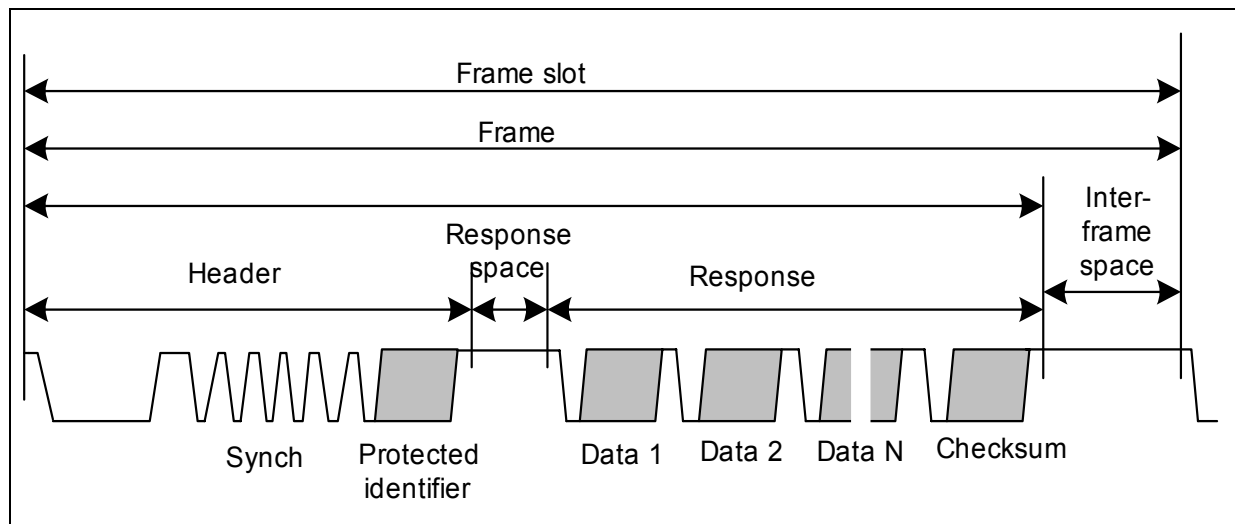 Frame slot
Frame
Inter-
frame
space
Response
space
Header
Response
Synch
Protected
identifier
Data 1
Data 2
Data N
Checksum